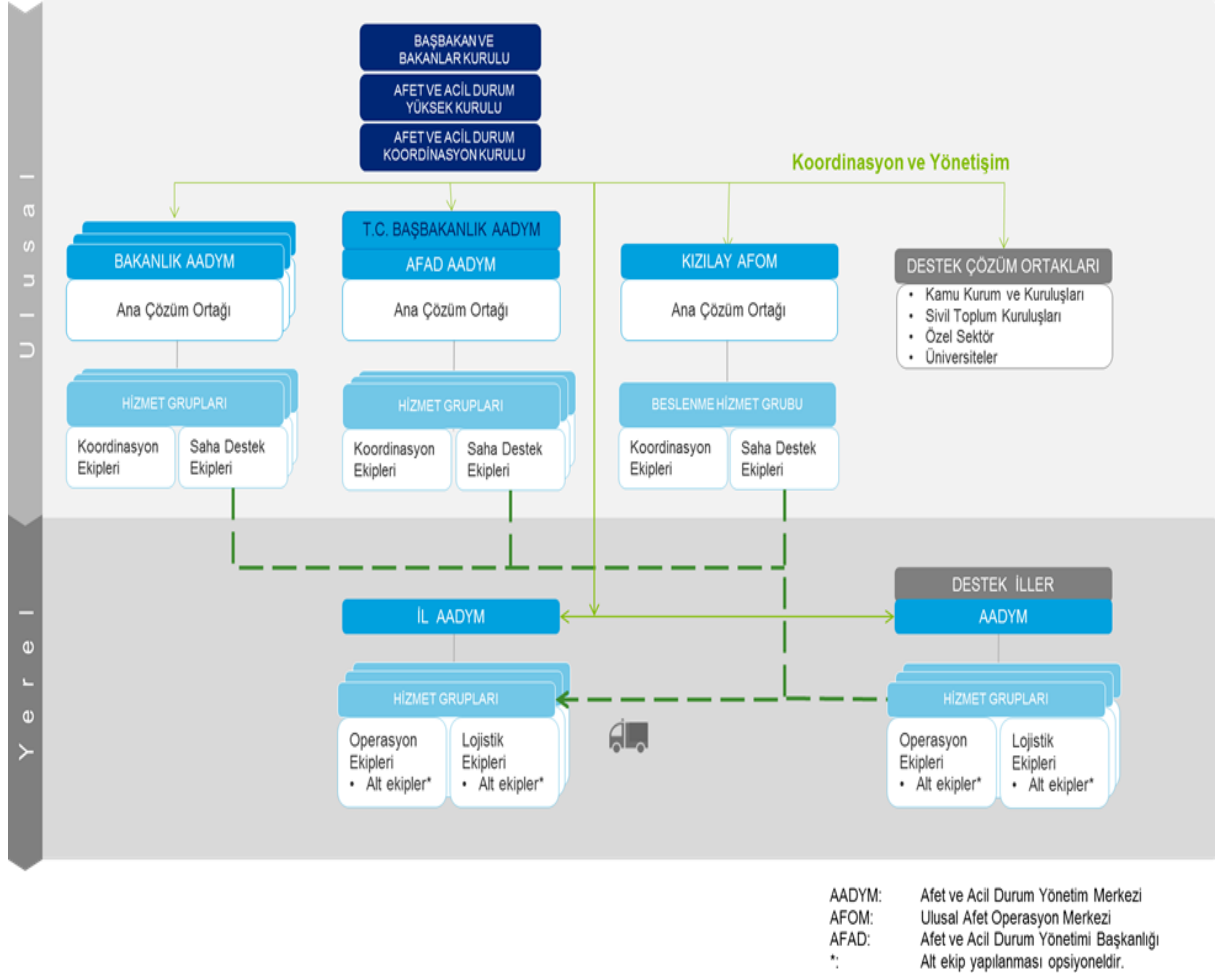 BAŞBAKAN VE
BAKANLAR KURULU
AFET VE ACİL DURUM
YÜKSEK KURULU
AFET VE ACİL DURUM
KOORDİNASYON KURULU
Koordinasyon ve Yönetişim
Ulusal
BAKANLIK AADYM
Ana Çözüm Ortağı
HİZMET GRUPLARI
Koordinasyon
Ekipleri
Saha Destek
Ekipleri
T.C. BAŞBAKANLIK AADYM
AFAD AADYM
Ana Çözüm Ortağı
HİZMET GRUPLARI
Koordinasyon
Ekipleri
Saha Destek
Ekipleri
KIZILAY AFOM
Ana Çözüm Ortağı
BESLENME HİZMET GRUBU
Koordinasyon
Ekipleri
Saha Destek
Ekipleri
DESTEK ÇÖZÜM ORTAKLARI
• Kamu Kurum ve Kuruluşları
• Sivil Toplum Kuruluşları
• Özel Sektör
• Üniversiteler
Yerel
İL AADYM
HİZMET GRUPLARI
Operasyon
Ekipleri
• Alt ekipler*
Lojistik
Ekipleri
• Alt ekipler*
DESTEK İLLER
AADYM
HİZMET GRUPLARI
Operasyon
Ekipleri
• Alt ekipler*
Lojistik
Ekipleri
• Alt ekipler*
AADYM: Afet ve Acil Durum Yönetim Merkezi
AFOM: Ulusal Afet Operasyon Merkezi
AFAD: Afet ve Acil Durum Yönetimi Başkanlığı
*: Alt ekip yapılanması opsiyoneldir.